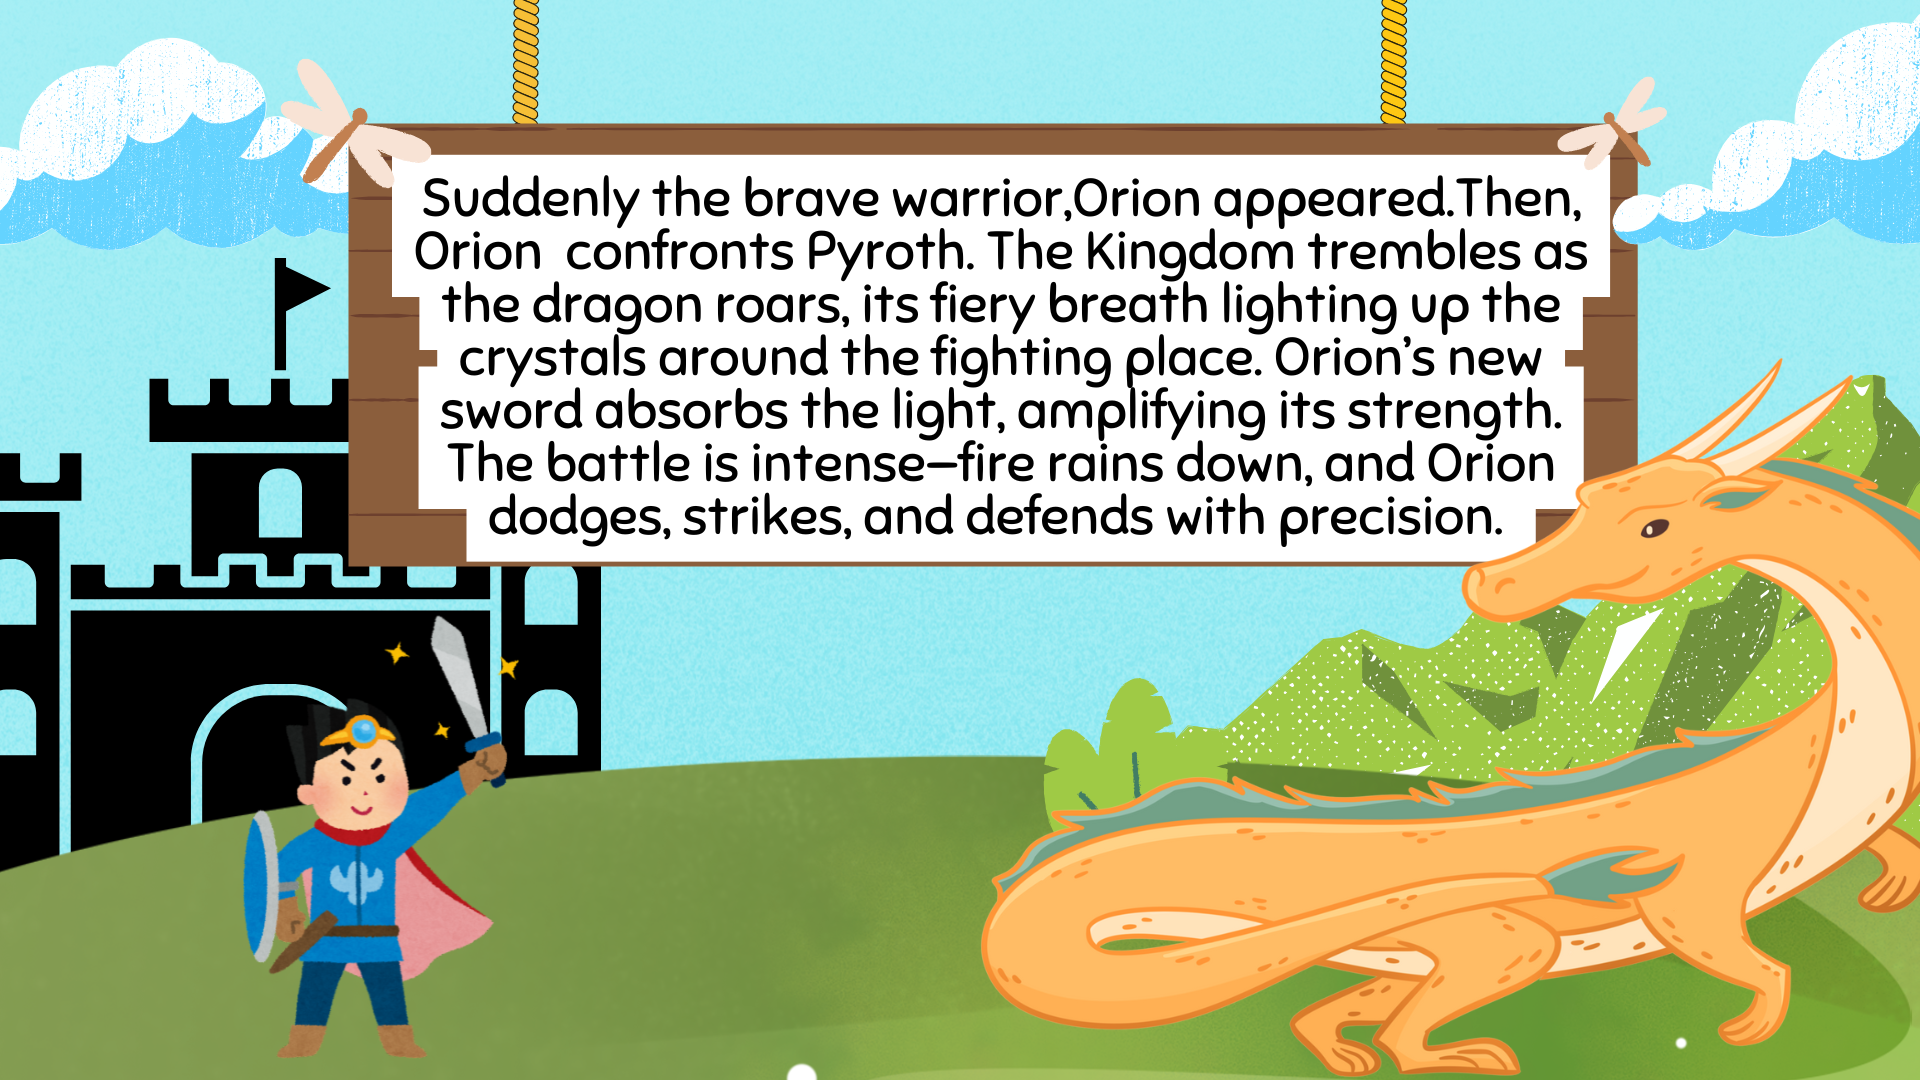 Suddenly the brave warrior,Orion appeared.Then,
Orion  confronts Pyroth. The Kingdom trembles as
the dragon roars, its fiery breath lighting up the
crystals around the fighting place. Orion’s new
sword absorbs the light, amplifying its strength.
The battle is intense—fire rains down, and Orion
dodges, strikes, and defends with precision.